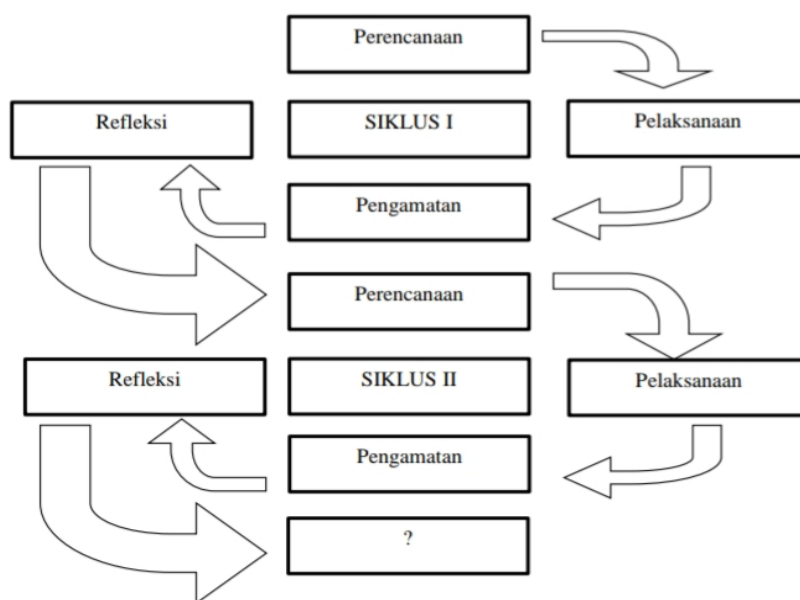 Perencanaan
Refleksi
SIKLUS I
Pelaksanaan
Pengamatan
Perencanaan
Refleksi
SIKLUS II
Pelaksanaan
Pengamatan
?